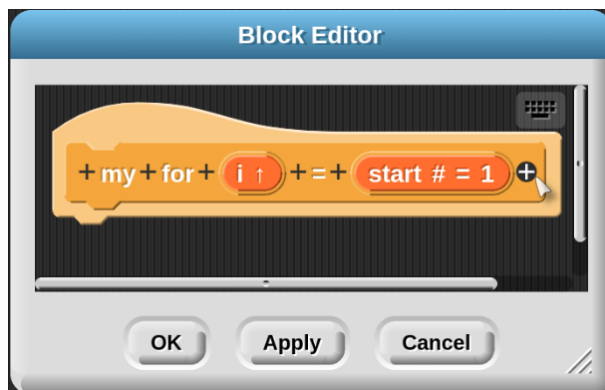 Block Editor
+ my + for + i ↑ + = + start # = 1 +
OK Apply Cancel